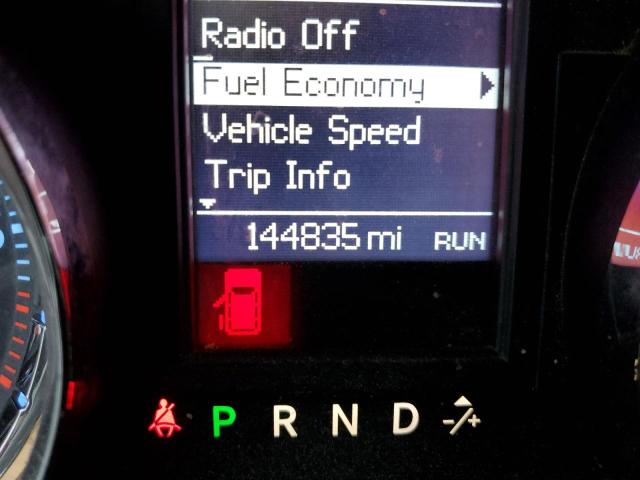 Radio Off
Fuel Economy
Vehicle Speed
Trip Info
144835 mi RUN
P R N D -/+